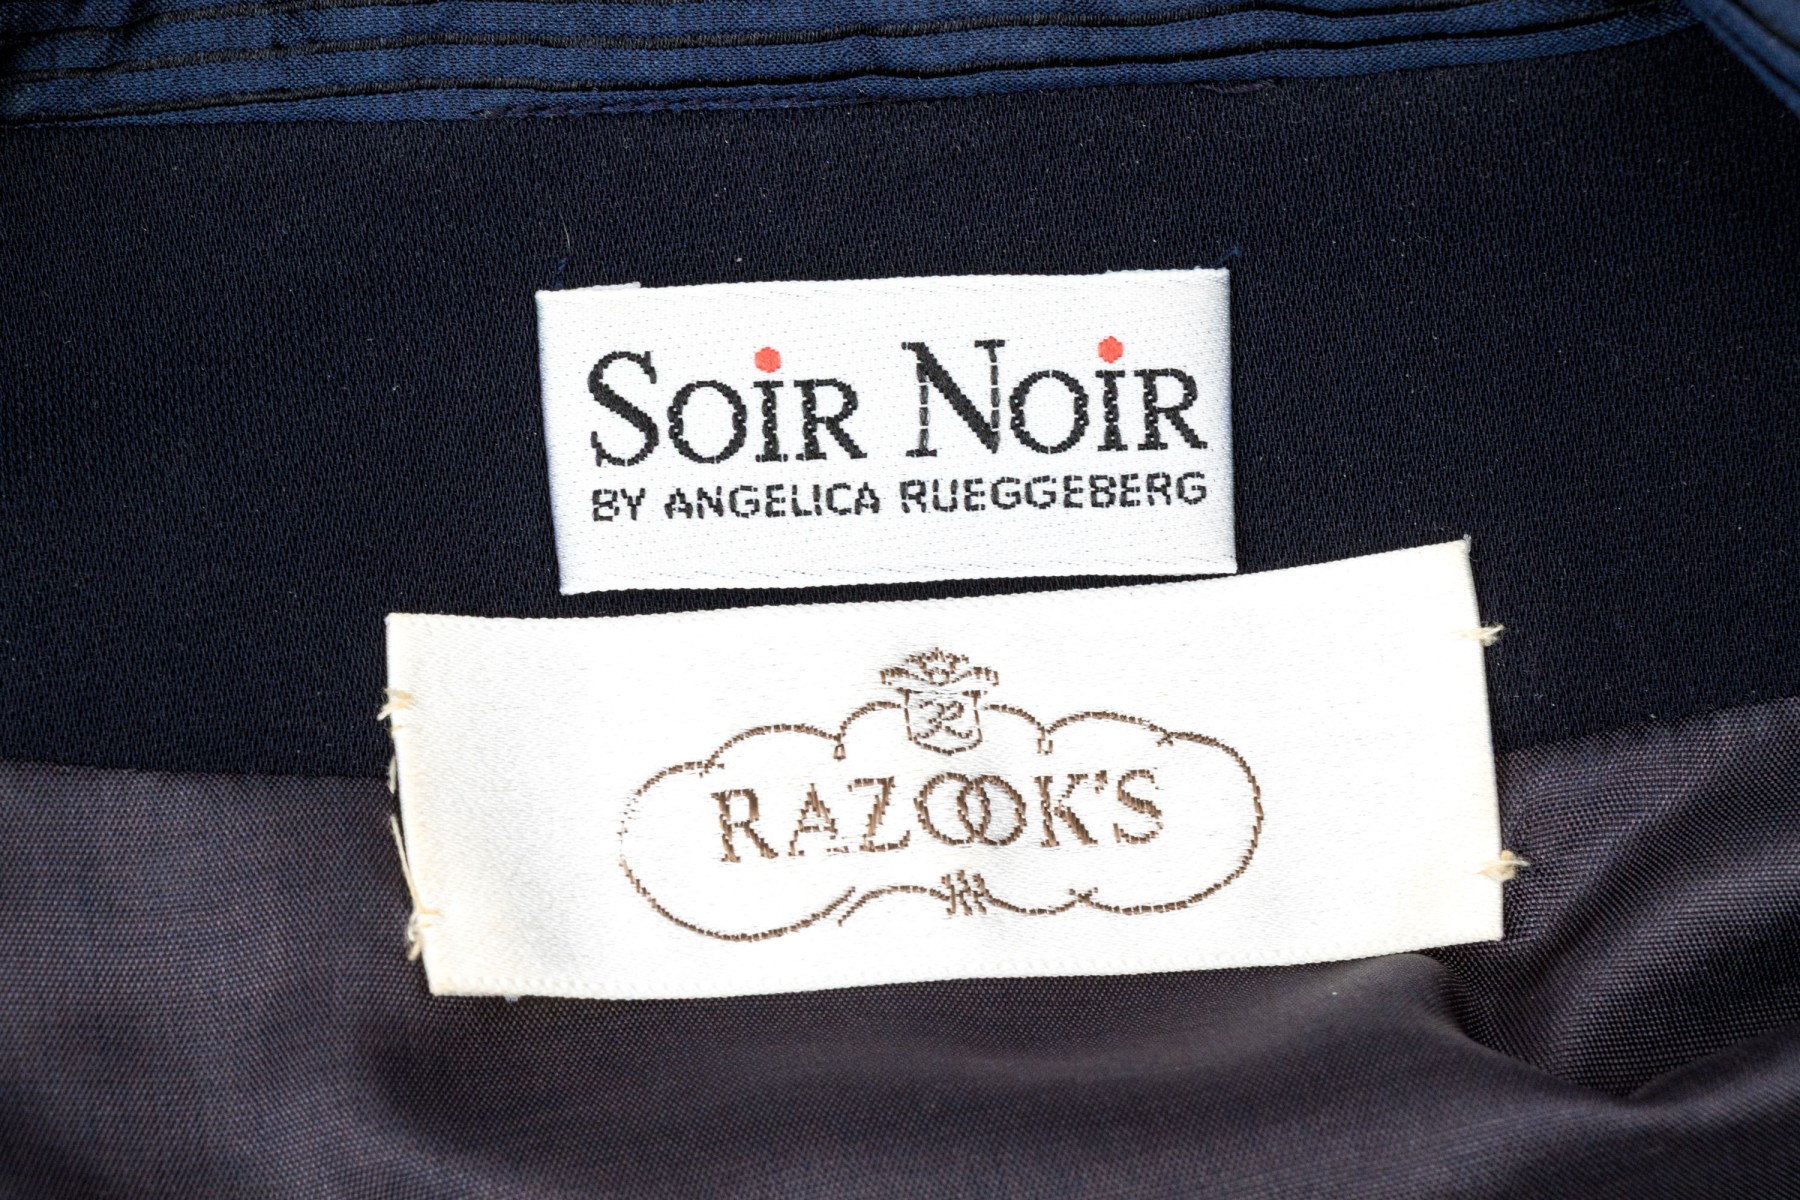 SOiR NOiR
BY ANGELICA RUEGGEBERG
R
RAZOOK'S